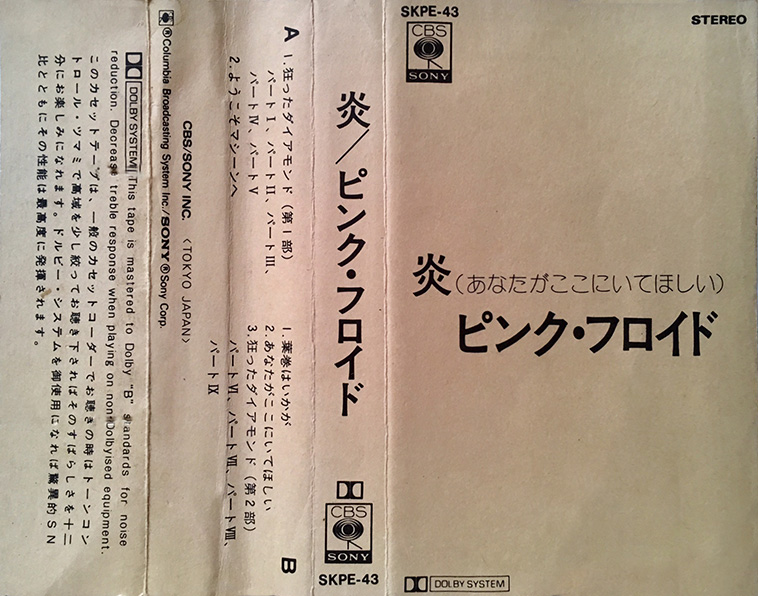 SKPE-43
CBS
SONY
STEREO
炎(あなたがここにいてほしい)
ピンク・フロイド
DOLBY SYSTEM
炎/ピンク・フロイド
CBS
SONY
SKPE-43
A
1.狂ったダイアモンド(第1部)
パートⅠ、パートⅡ、パートⅢ、
パートⅣ、パートⅤ
2.ようこそマシーンへ
B
1.葉巻はいかが
2.あなたがここにいてほしい
3.狂ったダイアモンド(第2部)
パートⅥ、パートⅦ、パートⅧ、
パートⅨ
CBS/SONY INC. 〈TOKYO JAPAN〉
®Columbia Broadcasting System Inc./SONY®Sony Corp.
DOLBY SYSTEM This tape is mastered to Dolby "B" standards for noise
reduction. Decrease treble response when playing on non-Dolbyised equipment.
このカセットテープは、一般のカセットコーダーでお聴きの時はトーンコン
トロール・ツマミで高域を少し絞ってお聴き下さればそのすばらしさを十二
分にお楽しみになれます。ドルビー・システムを御使用になれば驚異的SN
比とともにその性能は最高度に発揮されます。